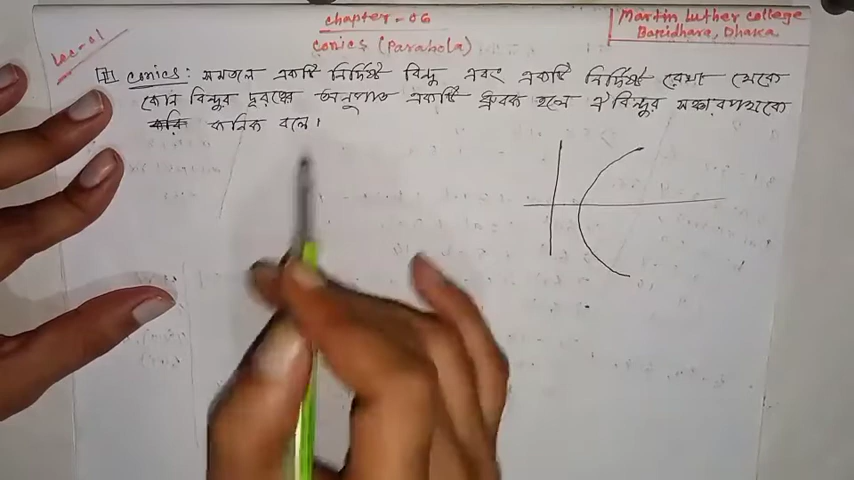 Lec-01
chapter-06
conics (Parabola)
Martin Luther college
Baridhara, Dhaka
conics: সমতলে একটি নির্দিষ্ট বিন্দু এবং একটি নির্দিষ্ট রেখা থেকে
কোন বিন্দুর দূরত্বের অনুপাত একটি ধ্রুবক হলে ঐ বিন্দুর সঞ্চারপথকে
কনিক বলে।